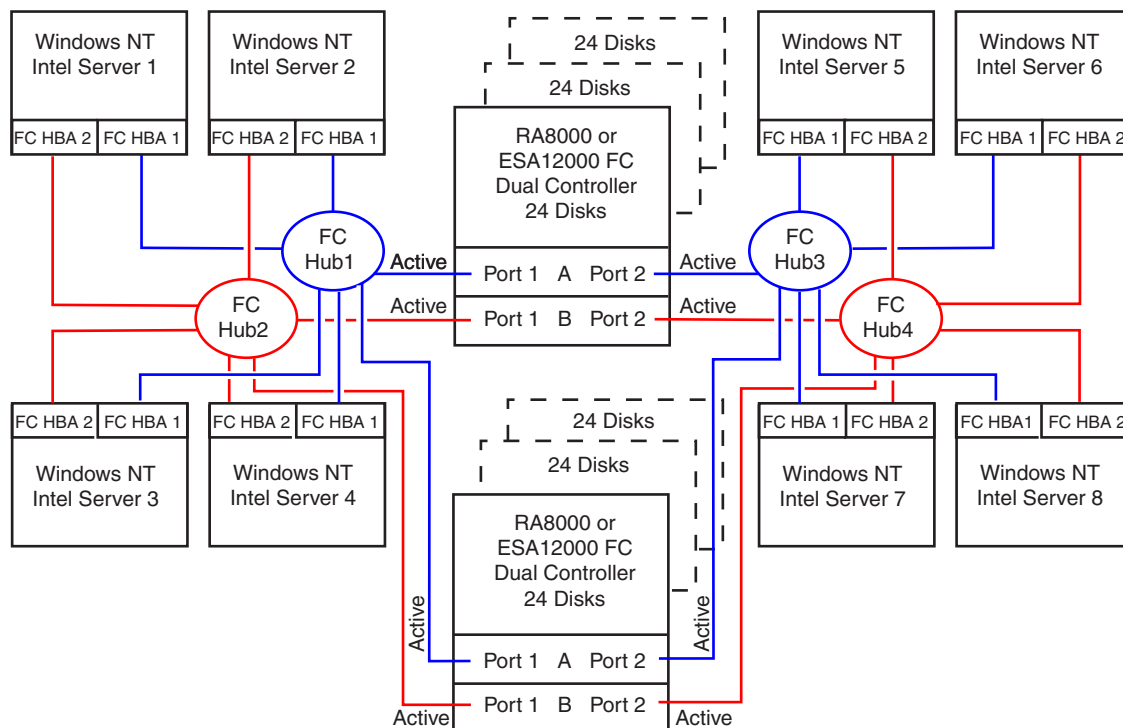 Windows NT
Intel Server 1
FC HBA 2
FC HBA 1
Windows NT
Intel Server 2
FC HBA 2
FC HBA 1
24 Disks
24 Disks
RA8000 or
ESA12000 FC
Dual Controller
24 Disks
Port 1 A Port 2
Port 1 B Port 2
Windows NT
Intel Server 5
FC HBA 1
FC HBA 2
Windows NT
Intel Server 6
FC HBA 1
FC HBA 2
FC
Hub1
Active
Active
FC
Hub2
Active
Active
FC
Hub3
FC
Hub4
FC HBA 2
FC HBA 1
Windows NT
Intel Server 3
FC HBA 2
FC HBA 1
Windows NT
Intel Server 4
24 Disks
24 Disks
RA8000 or
ESA12000 FC
Dual Controller
24 Disks
Port 1 A Port 2
Port 1 B Port 2
Active
Active
Active
Active
FC HBA 1
FC HBA 2
Windows NT
Intel Server 7
FC HBA1
FC HBA 2
Windows NT
Intel Server 8